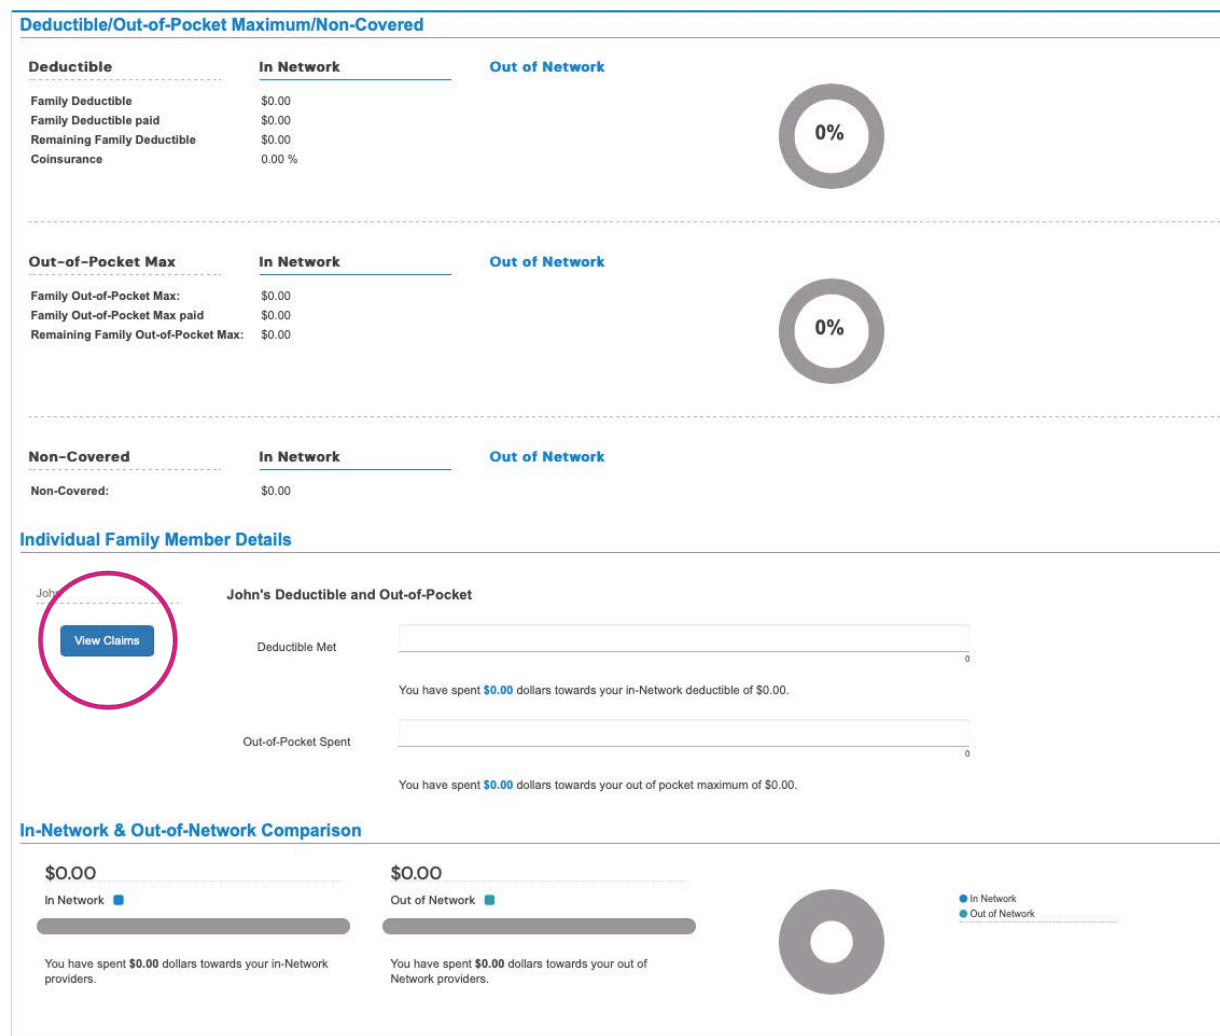 Deductible/Out-of-Pocket Maximum/Non-Covered
Deductible In Network Out of Network
Family Deductible $0.00
Family Deductible paid $0.00
Remaining Family Deductible $0.00
Coinsurance 0.00 %
0%
Out-of-Pocket Max In Network Out of Network
Family Out-of-Pocket Max: $0.00
Family Out-of-Pocket Max paid $0.00
Remaining Family Out-of-Pocket Max: $0.00
0%
Non-Covered In Network Out of Network
Non-Covered: $0.00
Individual Family Member Details
John
View Claims
John's Deductible and Out-of-Pocket
Deductible Met
0
You have spent $0.00 dollars towards your in-Network deductible of $0.00.
Out-of-Pocket Spent
0
You have spent $0.00 dollars towards your out of pocket maximum of $0.00.
In-Network & Out-of-Network Comparison
$0.00
In Network
You have spent $0.00 dollars towards your in-Network
providers.
$0.00
Out of Network
You have spent $0.00 dollars towards your out of
Network providers.
In Network
Out of Network